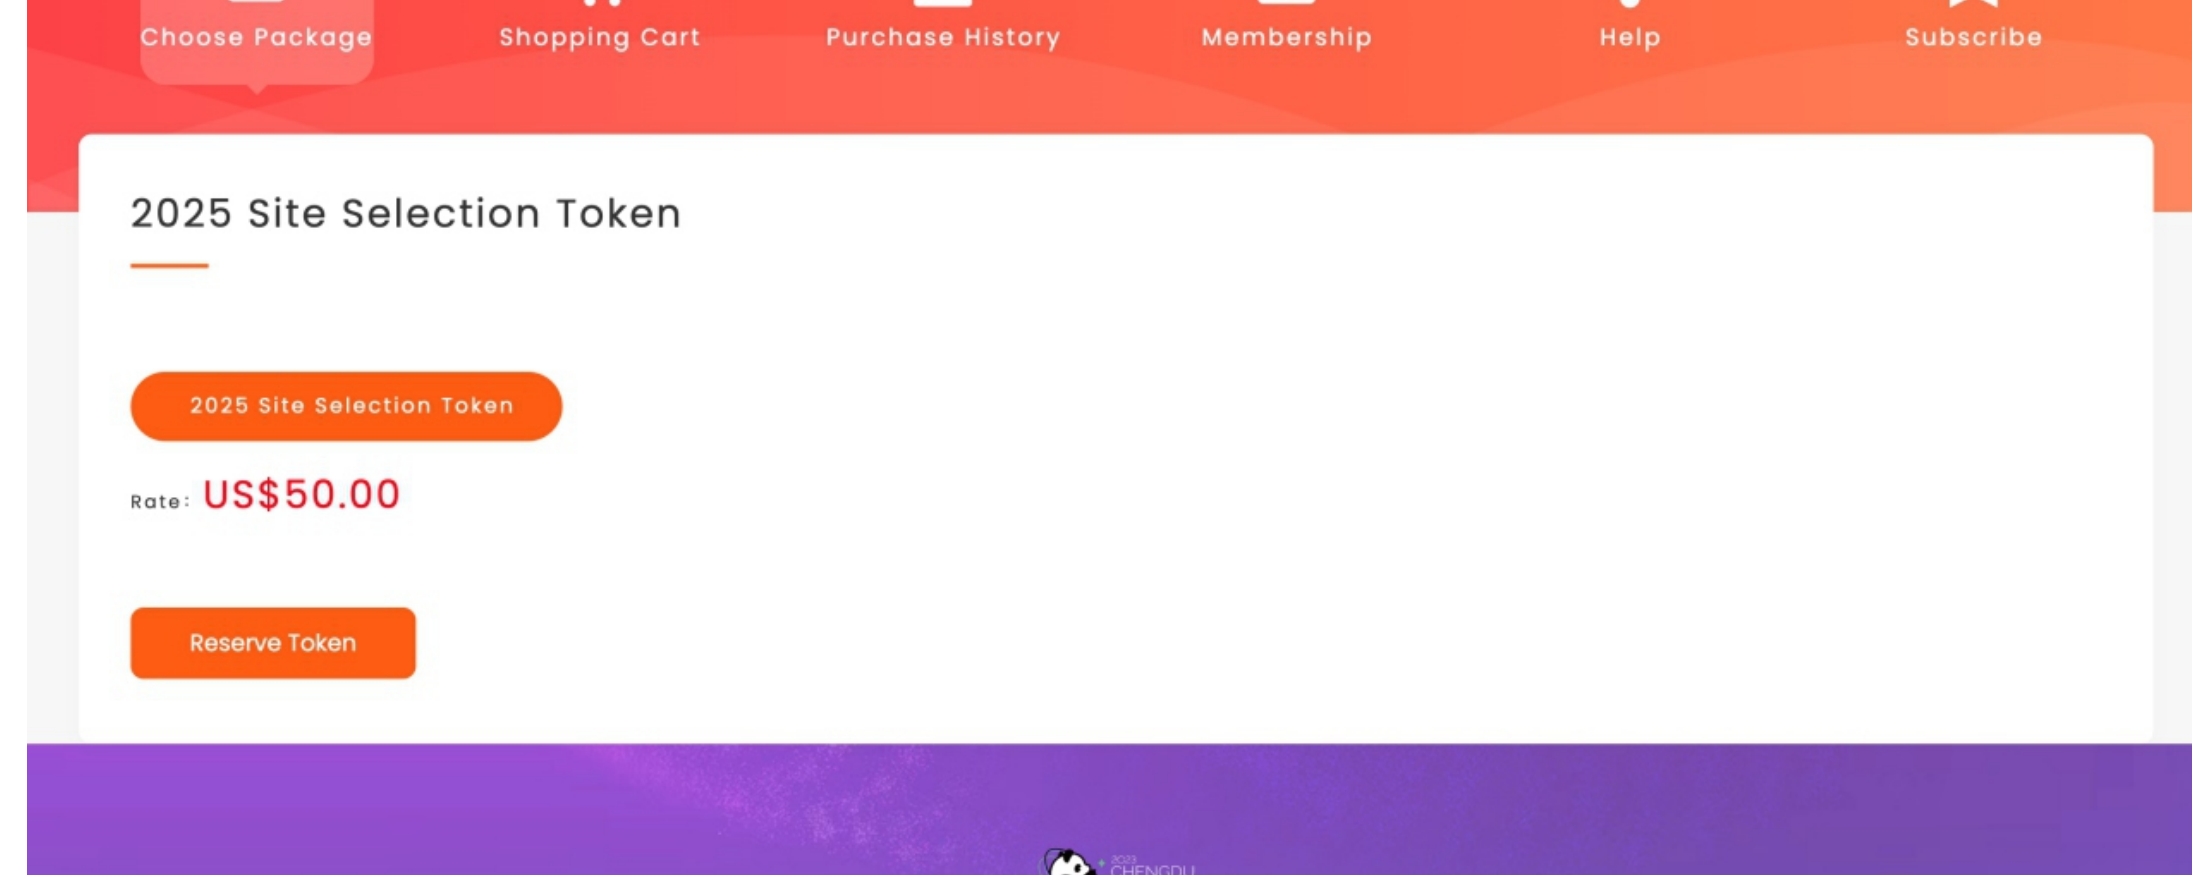 Choose Package
Shopping Cart
Purchase History
Membership
Help
Subscribe
2025 Site Selection Token
2025 Site Selection Token
Rate: US$50.00
Reserve Token
2023
CHENGDU